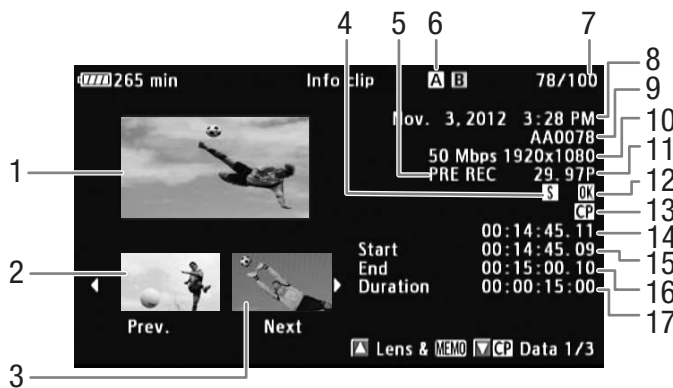 4 5 6 7
265 min Info clip A B 78/100
8
Nov. 3, 2012 3:28 PM
9
AA0078
10
50 Mbps 1920x1080
11
PRE REC 29.97P
1
S OK
12
CP
13
00:14:45.11
14
Start 00:14:45.09
15
2
End 00:15:00.10
16
Duration 00:00:15:00
17
Prev. Next
3
Lens & MEMO CP Data 1/3